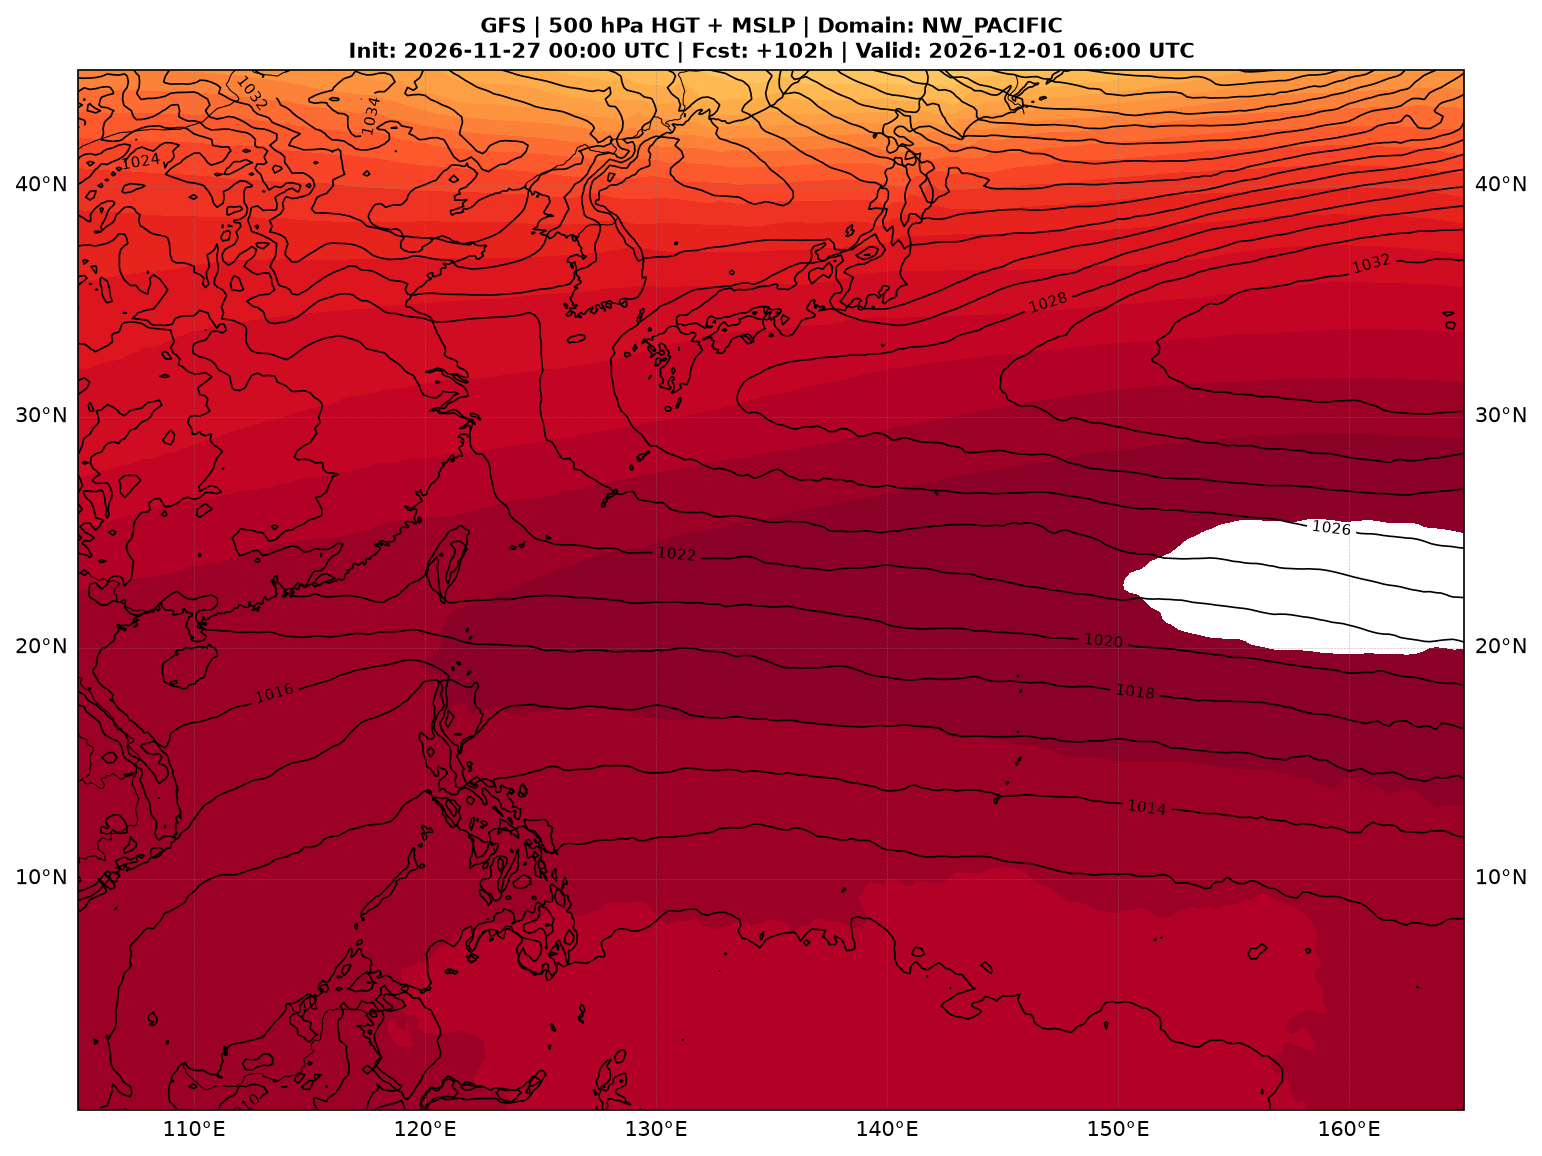 GFS | 500 hPa HGT + MSLP | Domain: NW_PACIFIC
Init: 2026-11-27 00:00 UTC | Fcst: +102h | Valid: 2026-12-01 06:00 UTC
1032
1034
1024
40°N
40°N
1032
1028
30°N
30°N
1026
1022
20°N
20°N
1020
1016
1018
1014
10°N
10°N
110°E
120°E
130°E
140°E
150°E
160°E